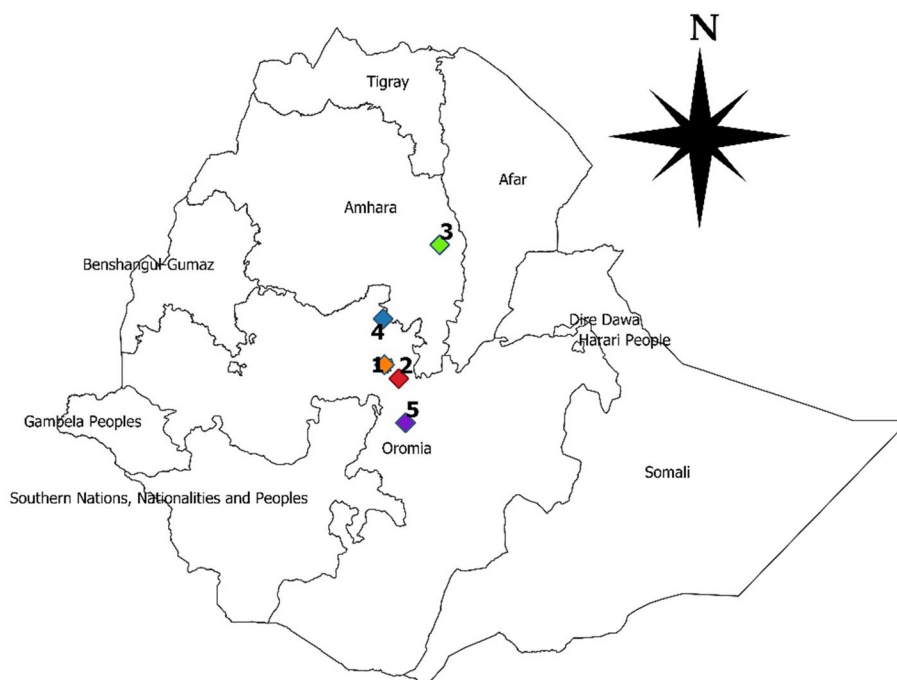 N
Tigray
Afar
Amhara
3
Benshangul-Gumaz
4
Dire Dawa
Harari People
1
2
5
Gambela Peoples
Oromia
Somali
Southern Nations, Nationalities and Peoples